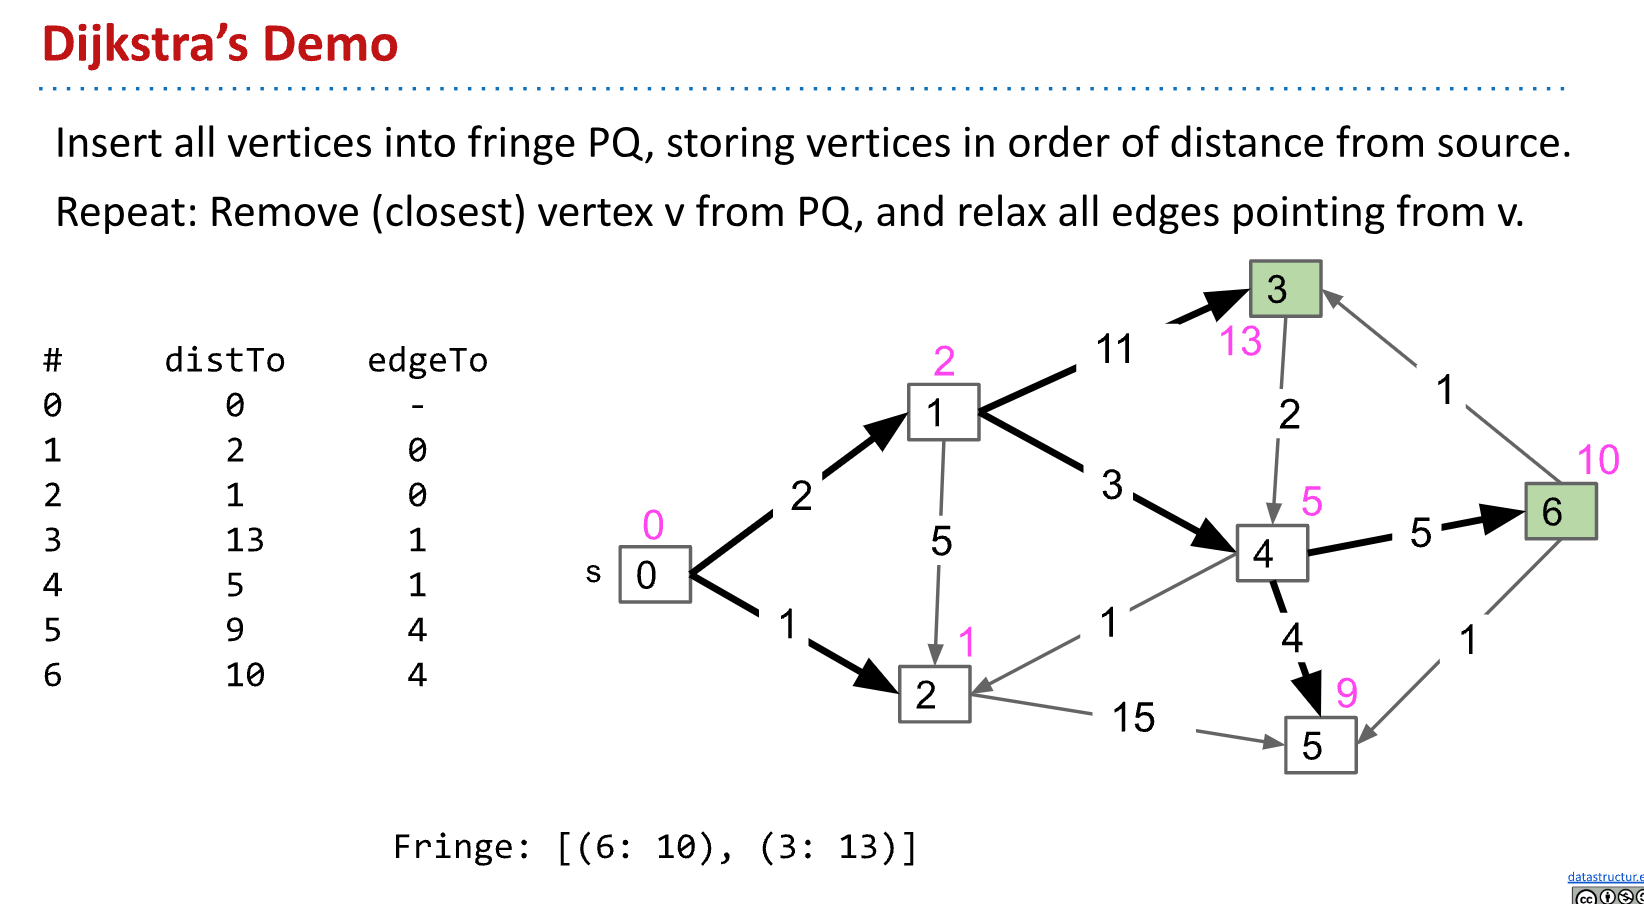 Dijkstra's Demo
Insert all vertices into fringe PQ, storing vertices in order of distance from source.
Repeat: Remove (closest) vertex v from PQ, and relax all edges pointing from v.
# distTo edgeTo
0 0 -
1 2 0
2 1 0
3 13 1
4 5 1
5 9 4
6 10 4
3
13
11
2
1
2
1
10
6
2
3
5
5
4
0
s 0
5
1
1
4
1
1
2
15
9
5
Fringe: [(6: 10), (3: 13)]
datastructur.e